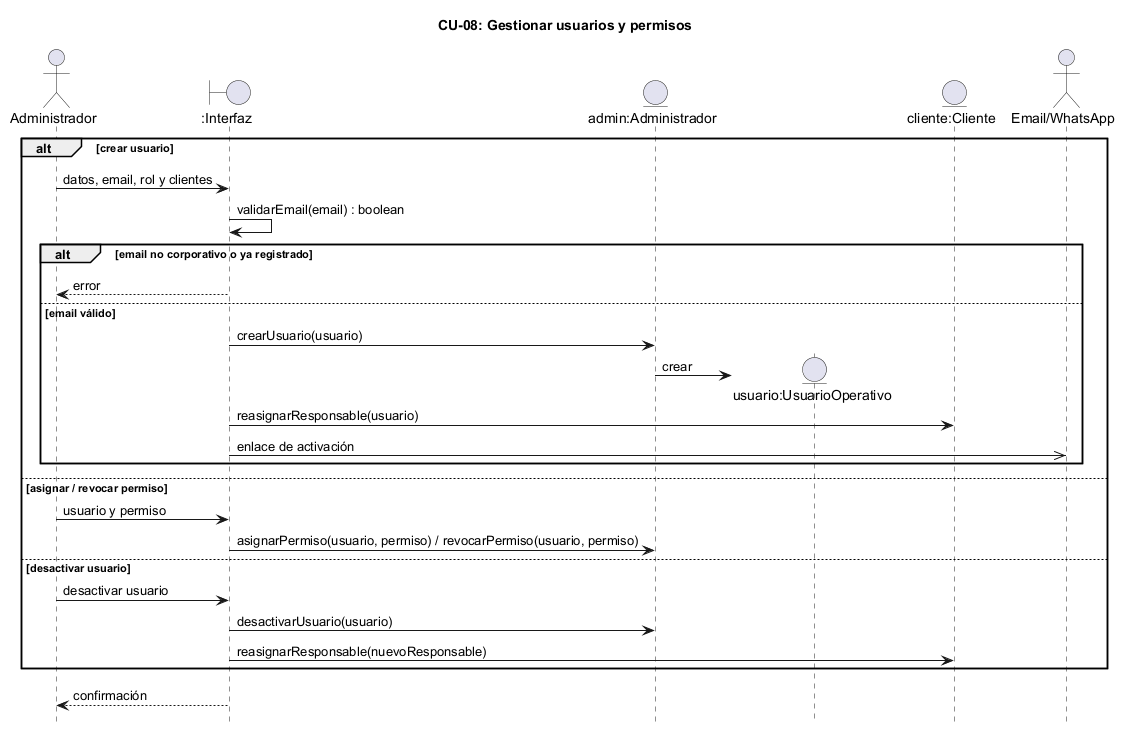 CU-08: Gestionar usuarios y permisos
Administrador
:Interfaz
admin:Administrador
cliente:Cliente
Email/WhatsApp
alt
[crear usuario]
datos, email, rol y clientes
validarEmail(email) : boolean
alt
[email no corporativo o ya registrado]
error
[email válido]
crearUsuario(usuario)
crear
usuario:UsuarioOperativo
reasignarResponsable(usuario)
enlace de activación
[asignar / revocar permiso]
usuario y permiso
asignarPermiso(usuario, permiso) / revocarPermiso(usuario, permiso)
[desactivar usuario]
desactivar usuario
desactivarUsuario(usuario)
reasignarResponsable(nuevoResponsable)
confirmación